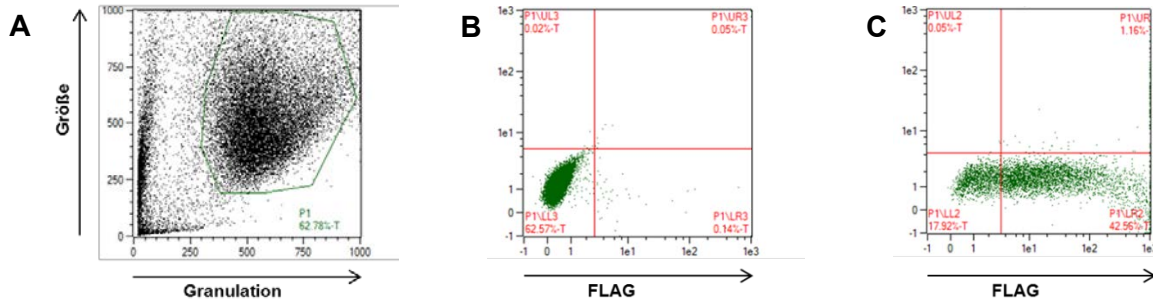 A
Größe
1000
750
500
250
0
0
250
500
750
1000
P1
62.78%-T
Granulation
B
P1\UL3
0.02%-T
P1\UR3
0.05%-T
1e3
1e2
1e1
1
0
-1
P1\LL3
62.57%-T
P1\LR3
0.14%-T
-1
0
1
1e1
1e2
1e3
FLAG
C
P1\UL2
0.05%-T
P1\UR
1.16%-T
1e3
1e2
1e1
1
0
-1
P1\LL2
17.92%-T
P1\LR2
42.56%-T
-1
0
1
1e1
1e2
1e3
FLAG